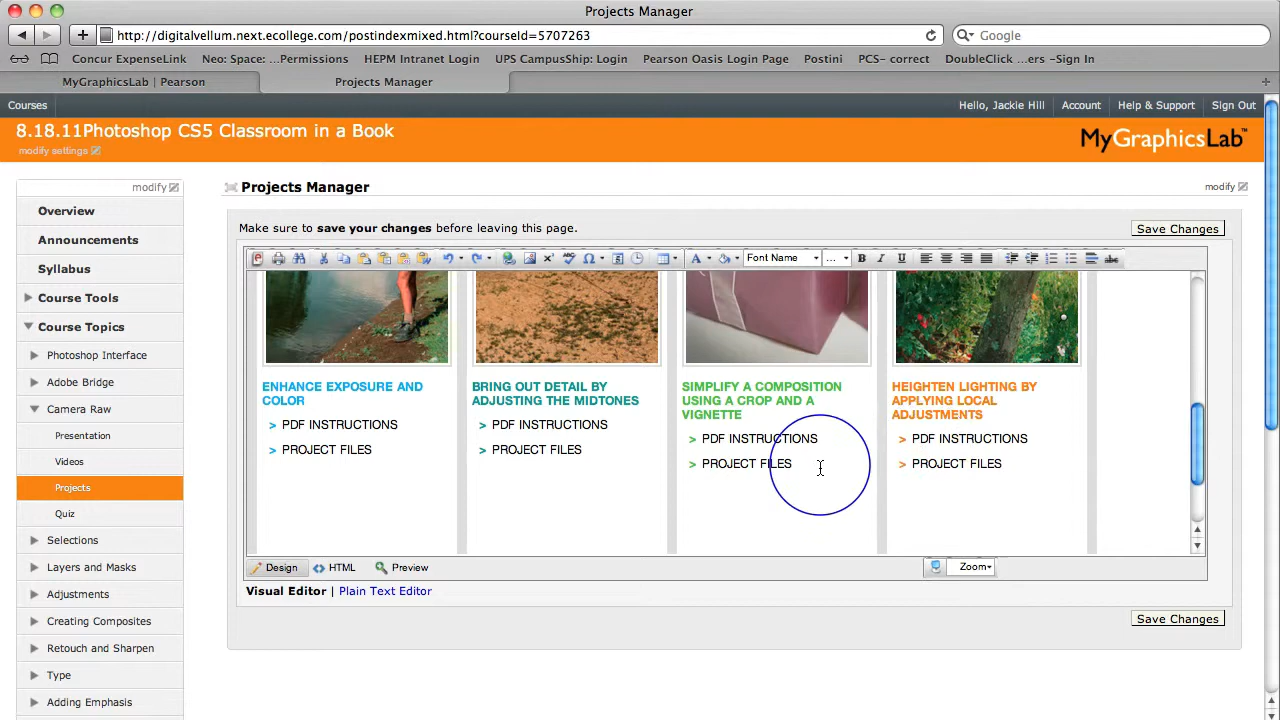 Projects Manager
http://digitalvellum.next.ecollege.com/postindexmixed.html?courseId=5707263
Google
Concur ExpenseLink Neo: Space: ...Permissions HEPM Intranet Login UPS CampusShip: Login Pearson Oasis Login Page Postini PCS- correct DoubleClick ...ers -Sign In
MyGraphicsLab | Pearson Projects Manager
Courses Hello, Jackie Hill Account Help & Support Sign Out
8.18.11Photoshop CS5 Classroom in a Book
modify settings
MyGraphicsLab™
modify
Overview
Announcements
Syllabus
Course Tools
Course Topics
Photoshop Interface
Adobe Bridge
Camera Raw
Presentation
Videos
Projects
Quiz
Selections
Layers and Masks
Adjustments
Creating Composites
Retouch and Sharpen
Type
Adding Emphasis
Projects Manager modify
Make sure to save your changes before leaving this page. Save Changes
Font Name ... B I U abc
ENHANCE EXPOSURE AND
COLOR
> PDF INSTRUCTIONS
> PROJECT FILES
BRING OUT DETAIL BY
ADJUSTING THE MIDTONES
> PDF INSTRUCTIONS
> PROJECT FILES
SIMPLIFY A COMPOSITION
USING A CROP AND A
VIGNETTE
> PDF INSTRUCTIONS
> PROJECT FILES
HEIGHTEN LIGHTING BY
APPLYING LOCAL
ADJUSTMENTS
> PDF INSTRUCTIONS
> PROJECT FILES
Design HTML Preview Zoom
Visual Editor | Plain Text Editor
Save Changes